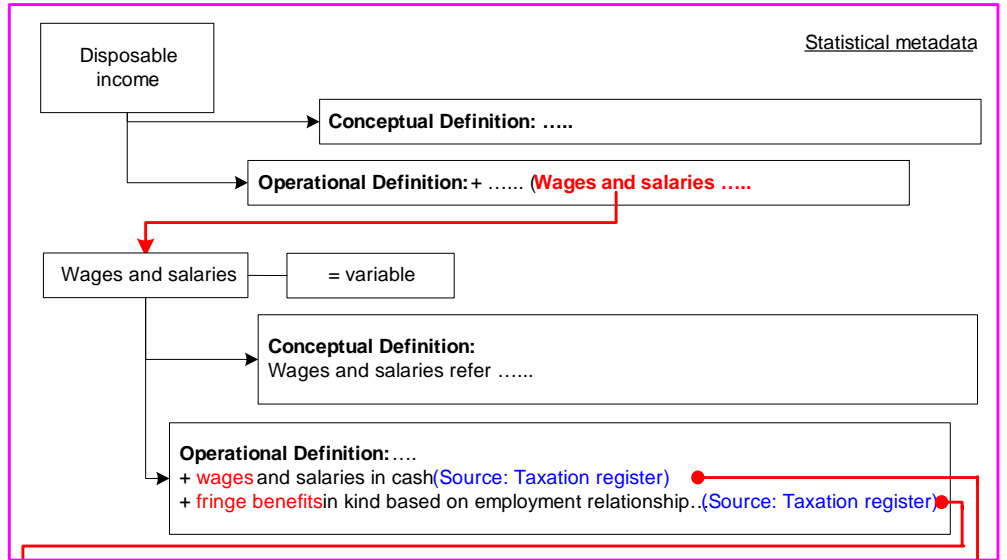 Statistical metadata
Disposable
income
Conceptual Definition: …..
Operational Definition: + …... (Wages and salaries …..
Wages and salaries
= variable
Conceptual Definition:
Wages and salaries refer …...
Operational Definition: ….
+ wages and salaries in cash(Source: Taxation register)
+ fringe benefits in kind based on employment relationship…(Source: Taxation register)